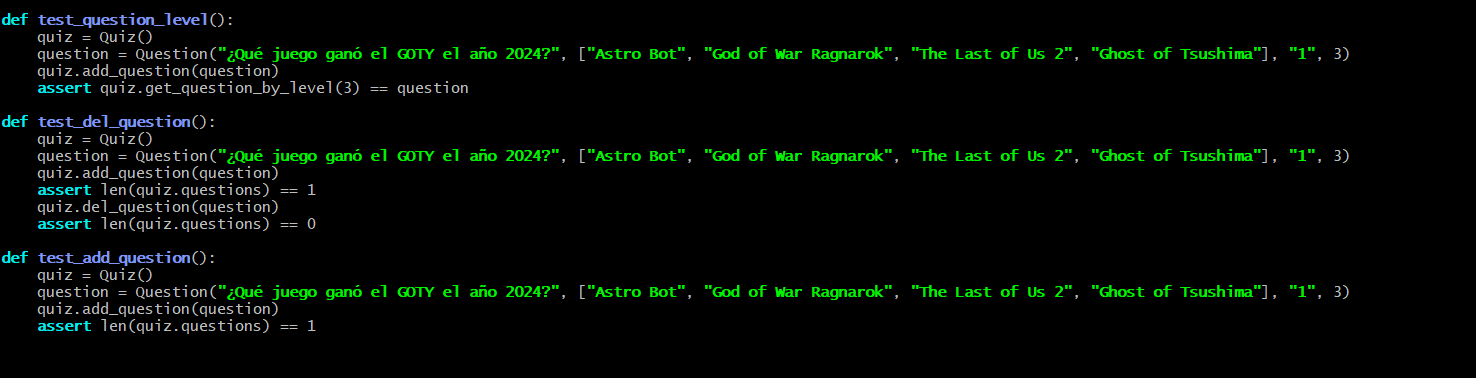 def test_question_level():
    quiz = Quiz()
    question = Question("¿Qué juego ganó el GOTY el año 2024?", ["Astro Bot", "God of War Ragnarok", "The Last of Us 2", "Ghost of Tsushima"], "1", 3)
    quiz.add_question(question)
    assert quiz.get_question_by_level(3) == question

def test_del_question():
    quiz = Quiz()
    question = Question("¿Qué juego ganó el GOTY el año 2024?", ["Astro Bot", "God of War Ragnarok", "The Last of Us 2", "Ghost of Tsushima"], "1", 3)
    quiz.add_question(question)
    assert len(quiz.questions) == 1
    quiz.del_question(question)
    assert len(quiz.questions) == 0

def test_add_question():
    quiz = Quiz()
    question = Question("¿Qué juego ganó el GOTY el año 2024?", ["Astro Bot", "God of War Ragnarok", "The Last of Us 2", "Ghost of Tsushima"], "1", 3)
    quiz.add_question(question)
    assert len(quiz.questions) == 1